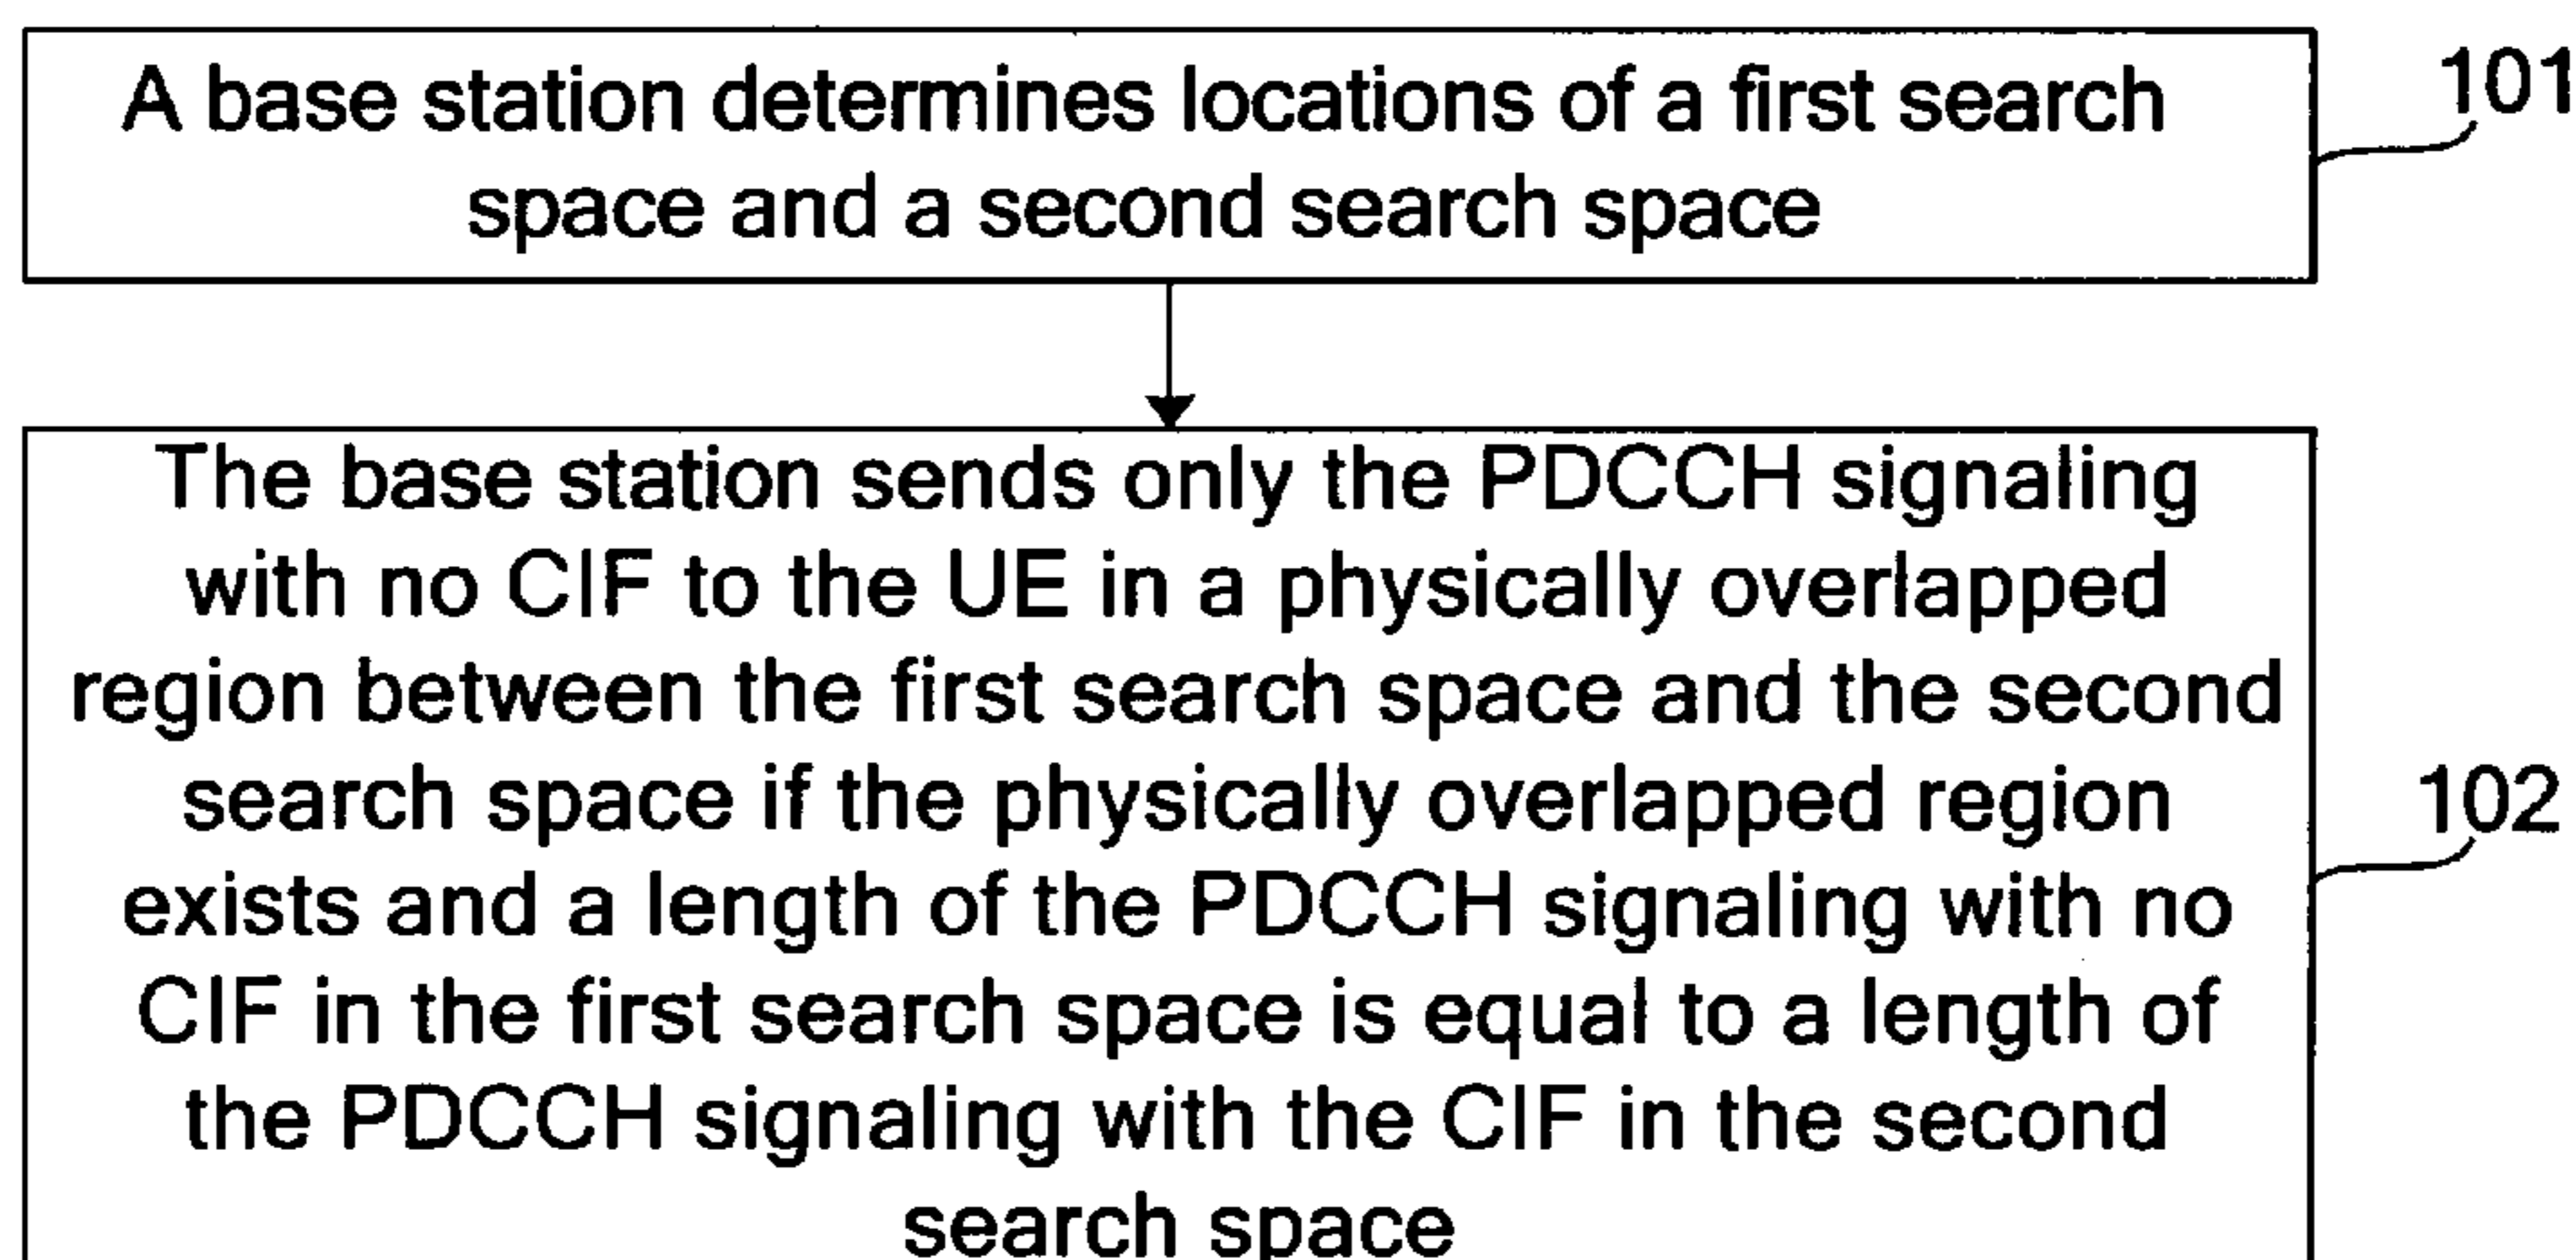 A base station determines locations of a first search
space and a second search space
101
The base station sends only the PDCCH signaling
with no CIF to the UE in a physically overlapped
region between the first search space and the second
search space if the physically overlapped region
exists and a length of the PDCCH signaling with no
CIF in the first search space is equal to a length of
the PDCCH signaling with the CIF in the second
search space
102